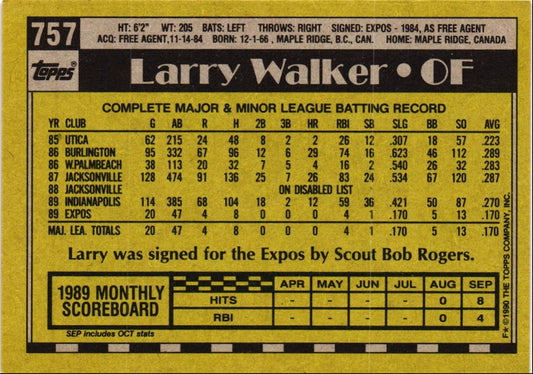 757
HT: 6'2" WT: 205 BATS: LEFT THROWS: RIGHT SIGNED: EXPOS - 1984, AS FREE AGENT
ACQ: FREE AGENT, 11-14-84 BORN: 12-1-66, MAPLE RIDGE, B.C., CAN. HOME: MAPLE RIDGE, CANADA
Topps
Larry Walker • OF
COMPLETE MAJOR & MINOR LEAGUE BATTING RECORD
YR CLUB G AB R H 2B 3B HR RBI SB SLG BB SO AVG
85 UTICA 62 215 24 48 8 2 2 26 12 .307 18 57 .223
86 BURLINGTON 95 332 67 96 12 6 29 74 16 .623 46 112 .289
86 W.PALMBEACH 38 113 20 32 7 5 4 16 2 .540 26 32 .283
87 JACKSONVILLE 128 474 91 136 25 7 26 83 24 .534 67 120 .287
88 JACKSONVILLE ON DISABLED LIST
89 INDIANAPOLIS 114 385 68 104 18 2 12 59 36 .421 50 87 .270
89 EXPOS 20 47 4 8 0 0 0 4 1 .170 5 13 .170
MAJ. LEA. TOTALS 20 47 4 8 0 0 0 4 1 .170 5 13 .170
Larry was signed for the Expos by Scout Bob Rogers.
1989 MONTHLY SCOREBOARD
APR MAY JUN JUL AUG SEP
HITS - - - - 0 8
RBI - - - - 0 4
SEP includes OCT stats
F★ © 1990 THE TOPPS COMPANY, INC.